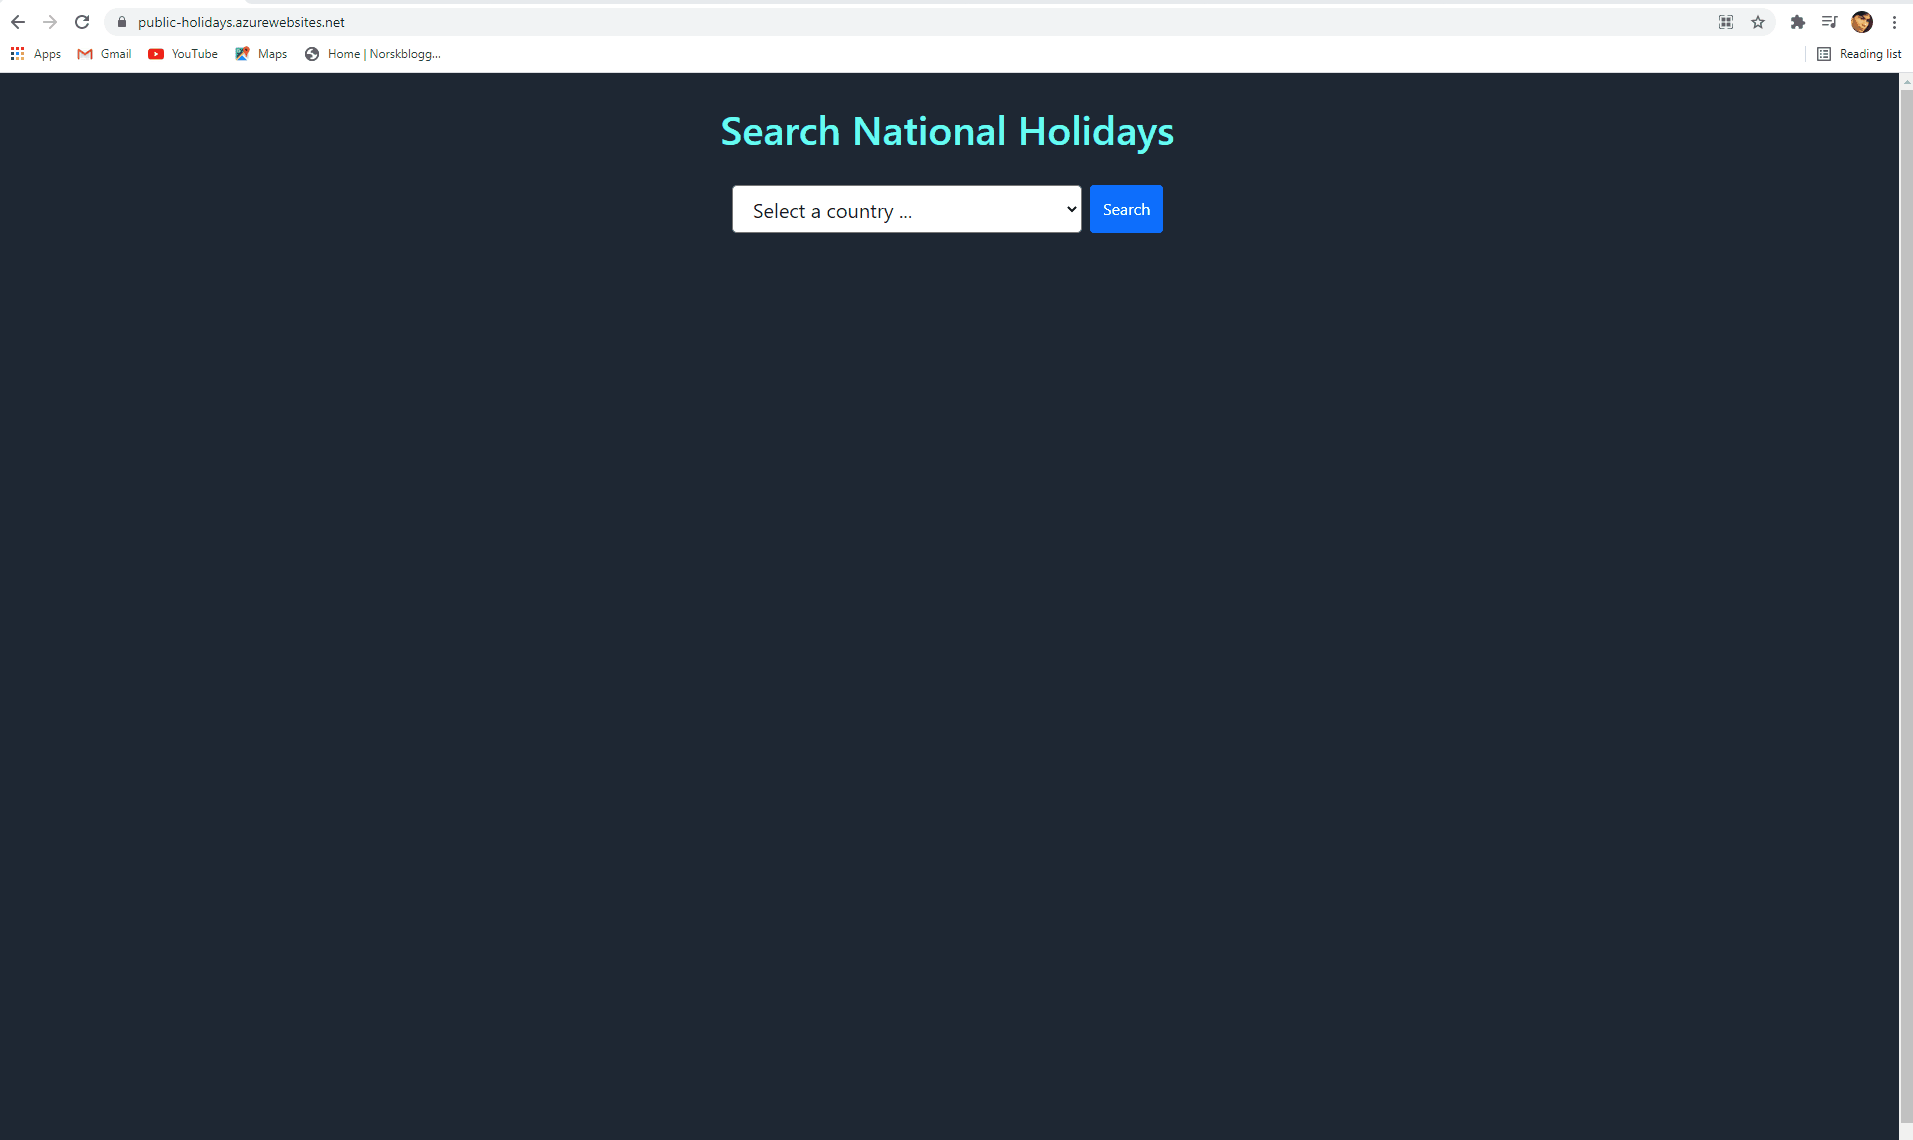 public-holidays.azurewebsites.net
Apps Gmail YouTube Maps Home | Norskblogg... Reading list
Search National Holidays
Select a country ... Search